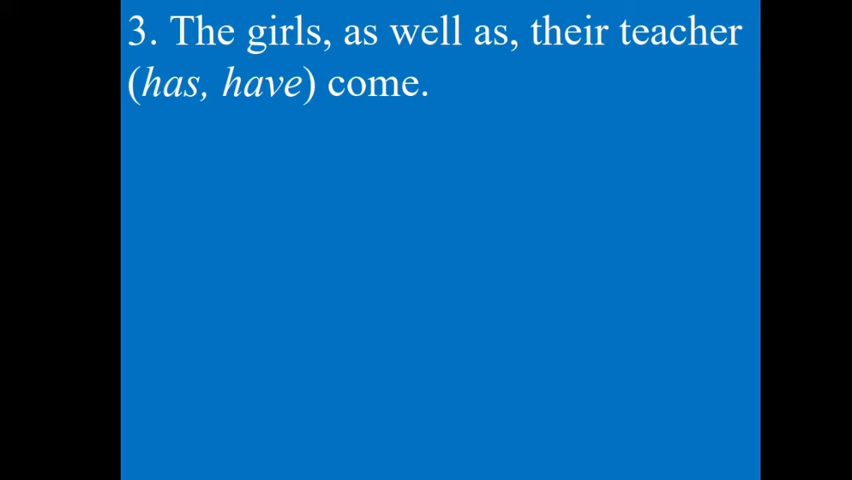 3. The girls, as well as, their teacher
(has, have) come.